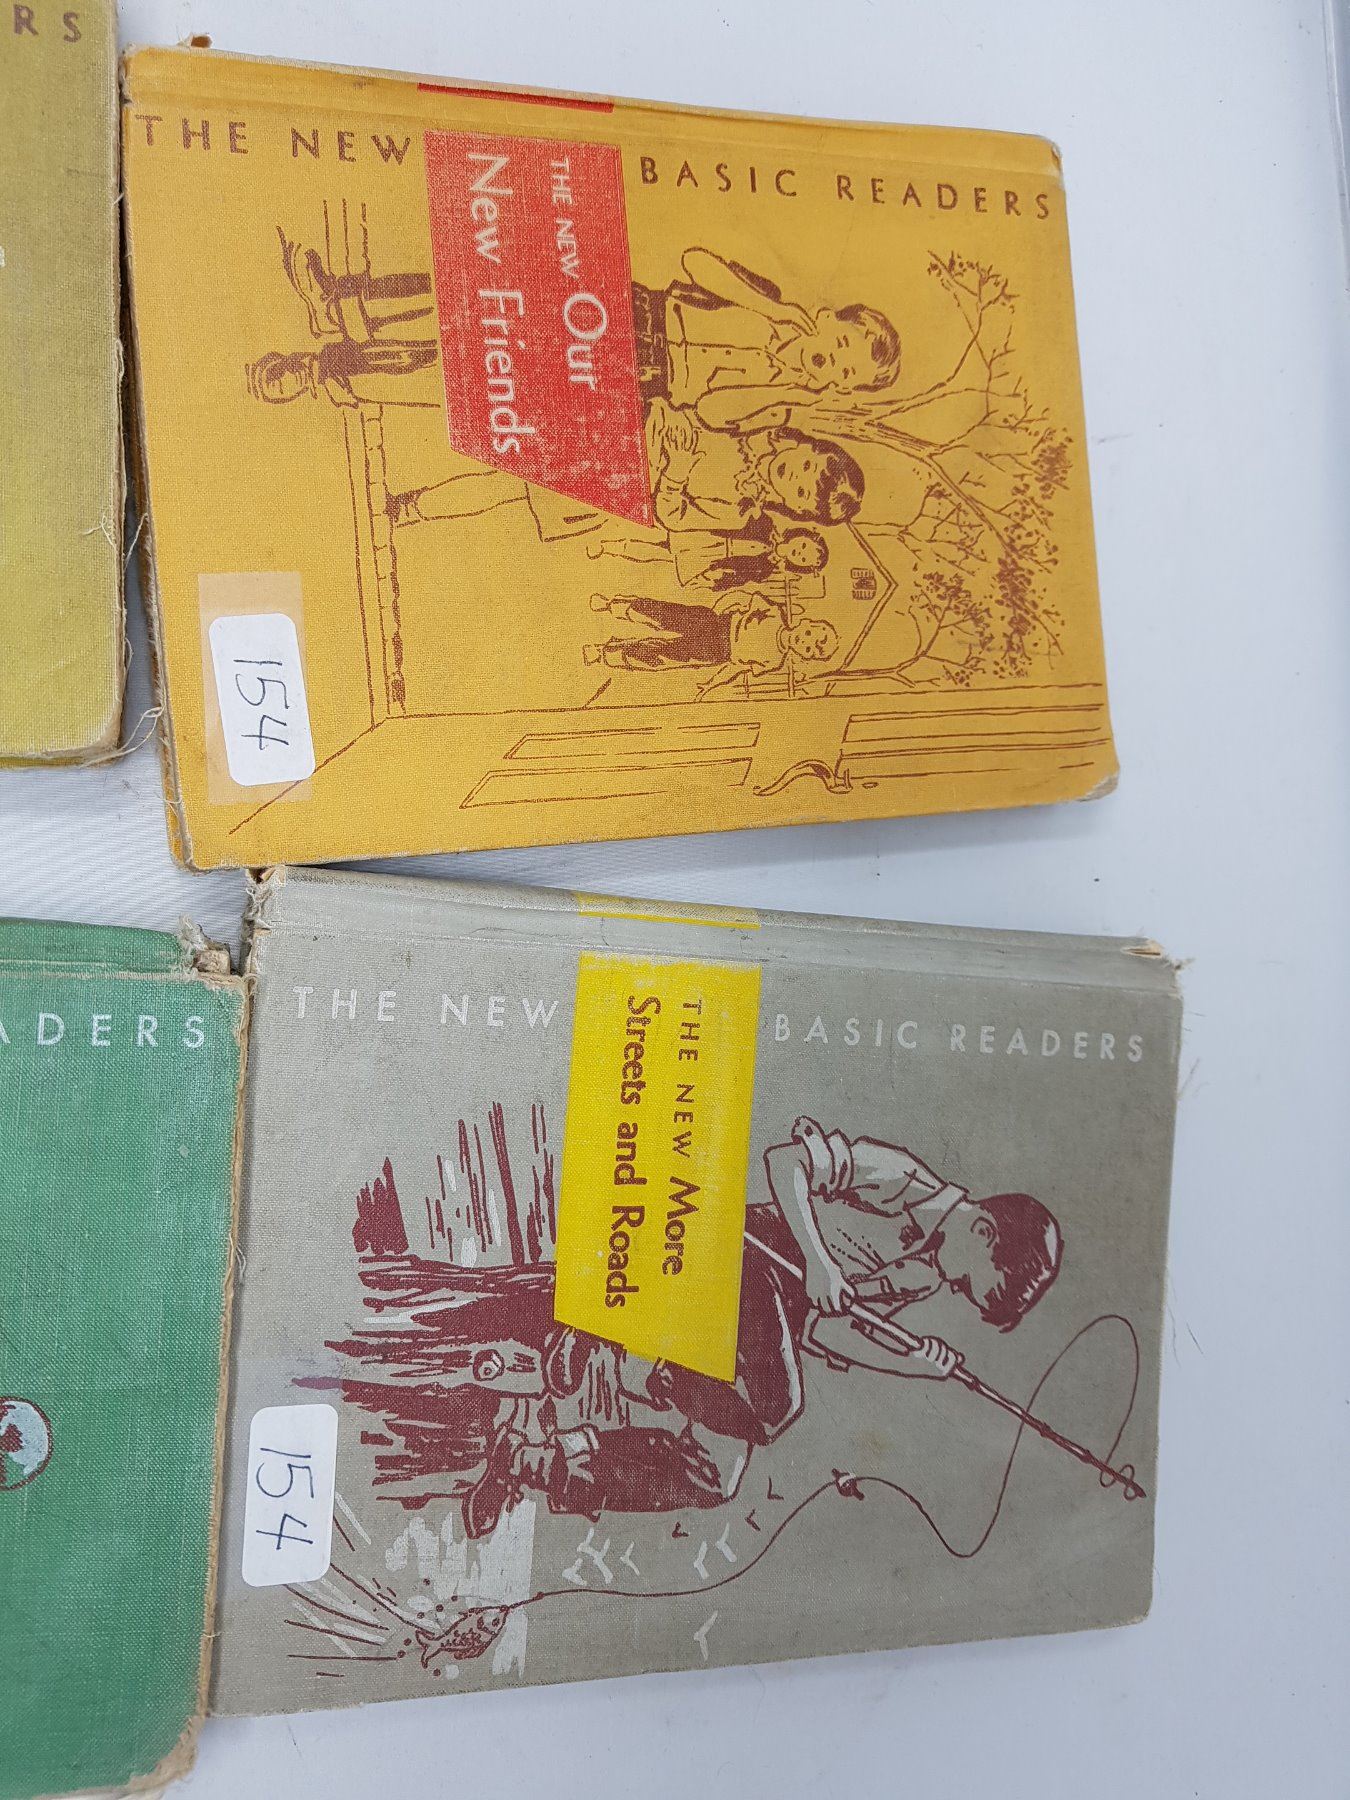 RS
THE NEW BASIC READERS
THE NEW Our
New Friends
154
ADERS
THE NEW BASIC READERS
THE NEW More
Streets and Roads
154